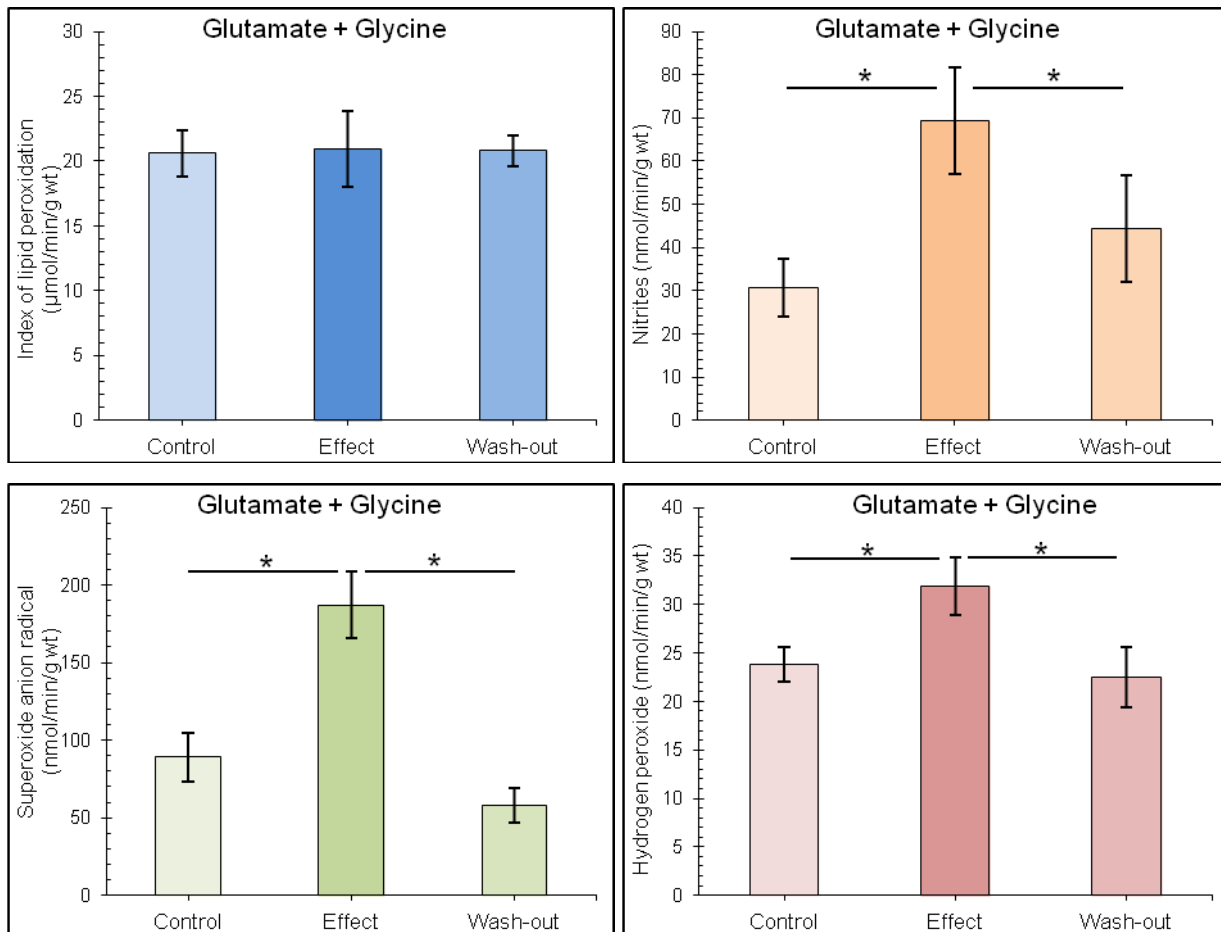 Glutamate + Glycine
Index of lipid peroxidation
(µmol/min/g wt)
30
25
20
15
10
5
0
Control Effect Wash-out
Glutamate + Glycine
Nitrites (nmol/min/g wt)
90
80
70
60
50
40
30
20
10
0
* *
Control Effect Wash-out
Glutamate + Glycine
Superoxide anion radical
(nmol/min/g wt)
250
200
150
100
50
0
* *
Control Effect Wash-out
Glutamate + Glycine
Hydrogen peroxide (nmol/min/g wt)
40
35
30
25
20
15
10
5
0
* *
Control Effect Wash-out